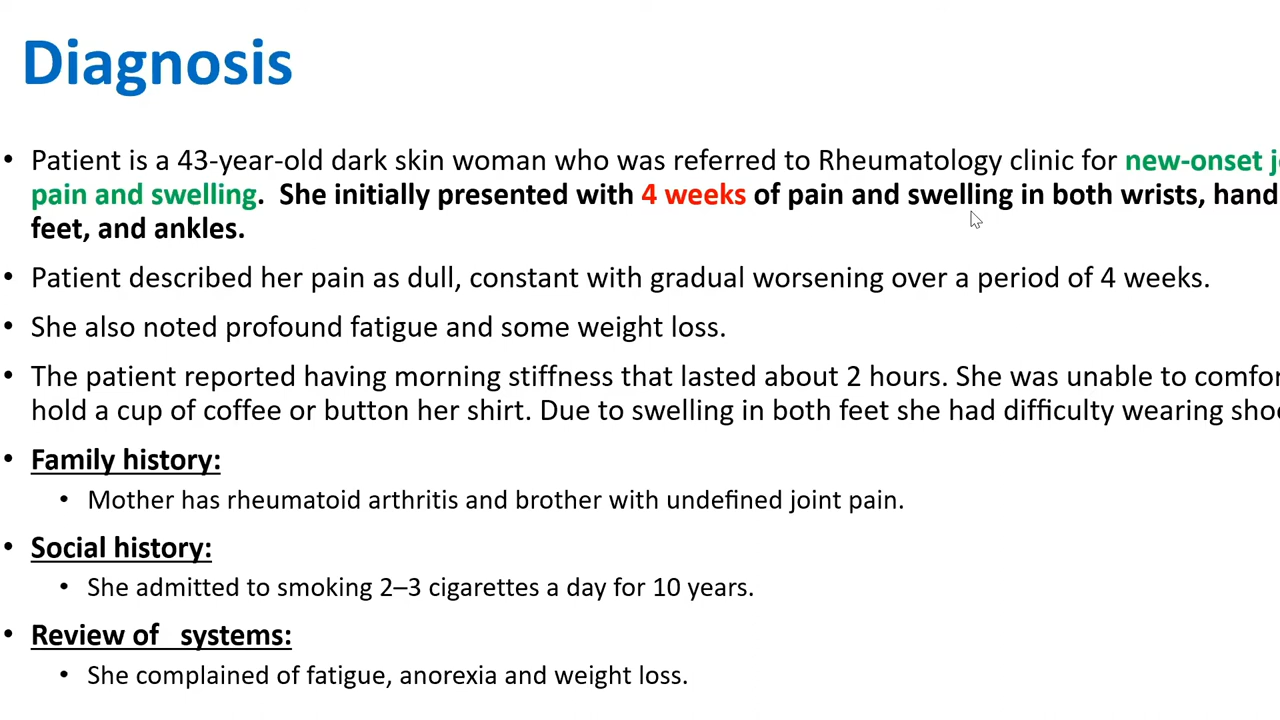 Diagnosis
• Patient is a 43-year-old dark skin woman who was referred to Rheumatology clinic for new-onset
pain and swelling. She initially presented with 4 weeks of pain and swelling in both wrists, hand
feet, and ankles.
• Patient described her pain as dull, constant with gradual worsening over a period of 4 weeks.
• She also noted profound fatigue and some weight loss.
• The patient reported having morning stiffness that lasted about 2 hours. She was unable to
hold a cup of coffee or button her shirt. Due to swelling in both feet she had difficulty wearing
• Family history:
• Mother has rheumatoid arthritis and brother with undefined joint pain.
• Social history:
• She admitted to smoking 2–3 cigarettes a day for 10 years.
• Review of systems:
• She complained of fatigue, anorexia and weight loss.